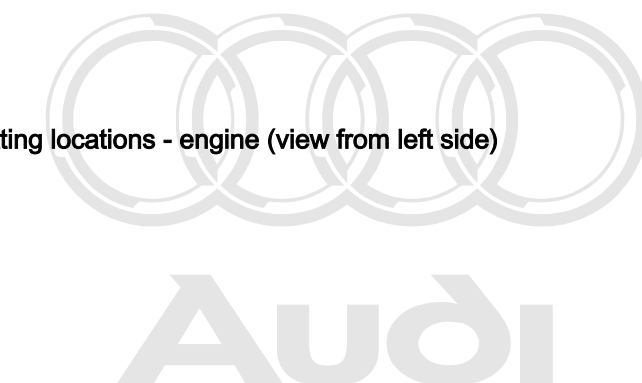 ting locations - engine (view from left side)
Audi